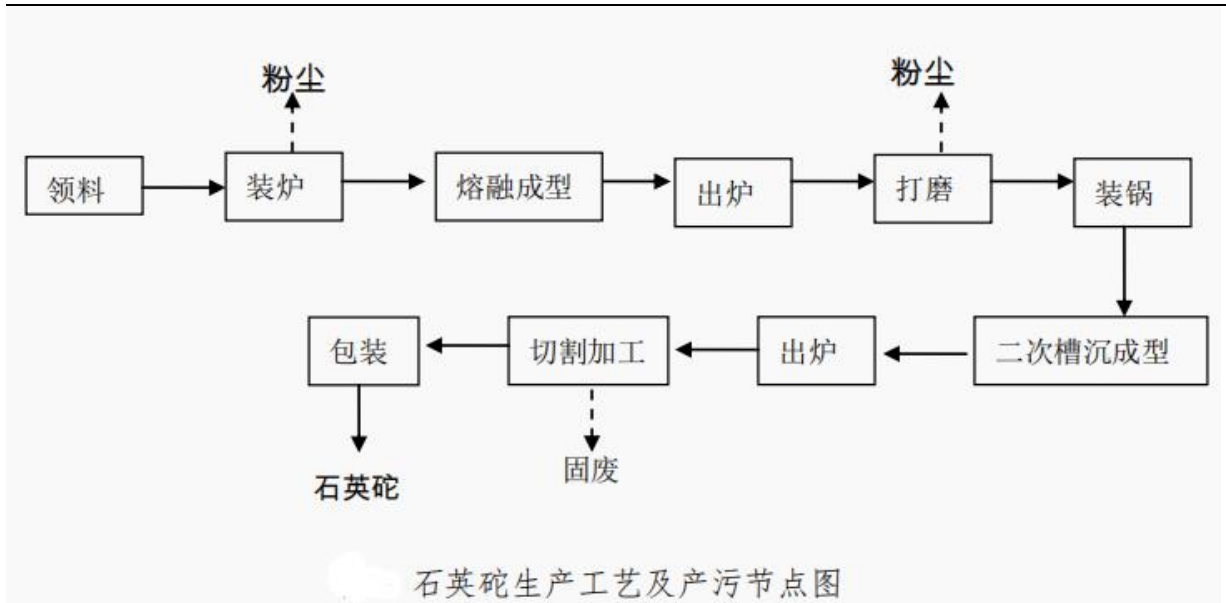 粉尘
粉尘
领料
装炉
熔融成型
出炉
打磨
装锅
包装
切割加工
出炉
二次槽沉成型
石英砣
固废
石英砣生产工艺及产污节点图